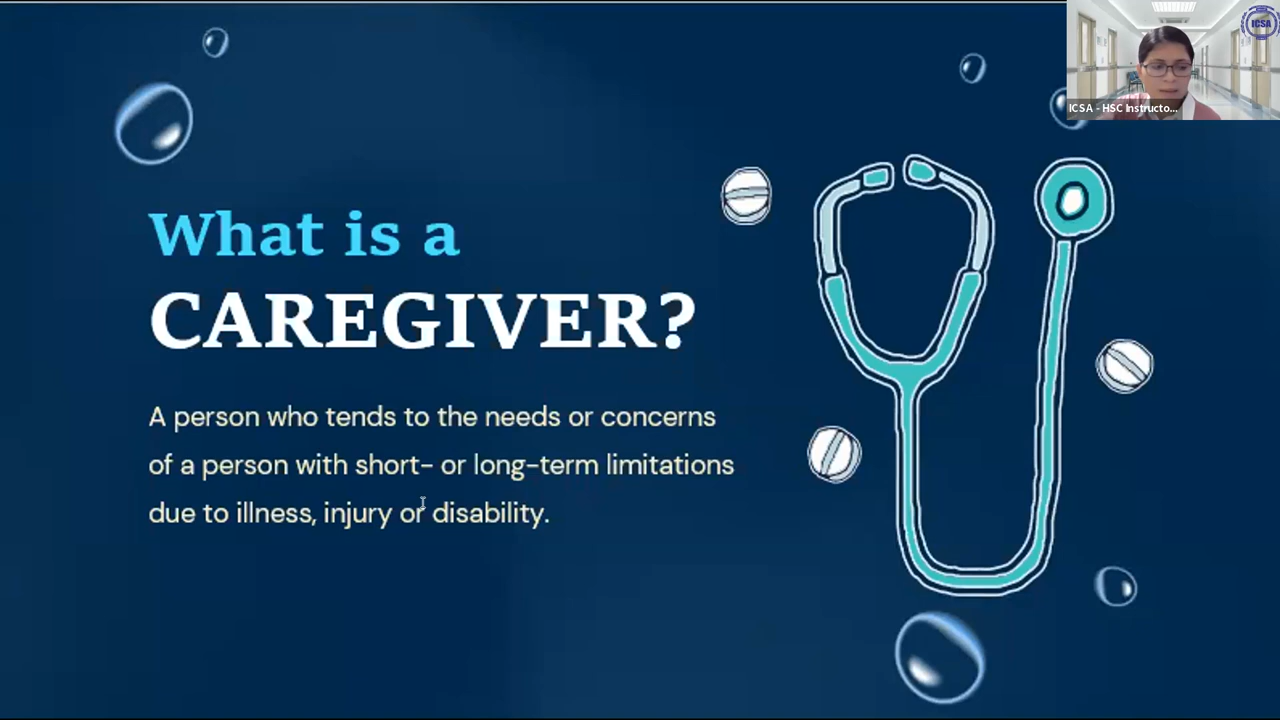 What is a
CAREGIVER?
A person who tends to the needs or concerns
of a person with short- or long-term limitations
due to illness, injury or disability.
ICSA
ICSA - HSC Instructo...